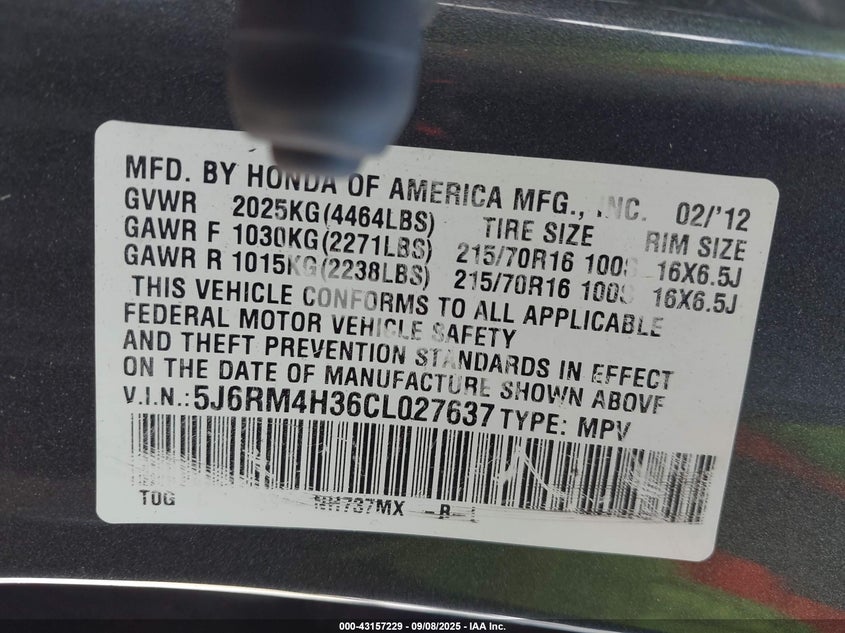 MFD. BY HONDA OF AMERICA MFG., INC. 02/'12
GVWR 2025KG(4464LBS) TIRE SIZE RIM SIZE
GAWR F 1030KG(2271LBS) 215/70R16 100S 16X6.5J
GAWR R 1015KG(2238LBS) 215/70R16 100S 16X6.5J
THIS VEHICLE CONFORMS TO ALL APPLICABLE
FEDERAL MOTOR VEHICLE SAFETY
AND THEFT PREVENTION STANDARDS IN EFFECT
ON THE DATE OF MANUFACTURE SHOWN ABOVE
V.I.N.: 5J6RM4H36CL027637 TYPE: MPV
TOG NH737MX -B
000-43157229 - 09/08/2025 - IAA Inc.